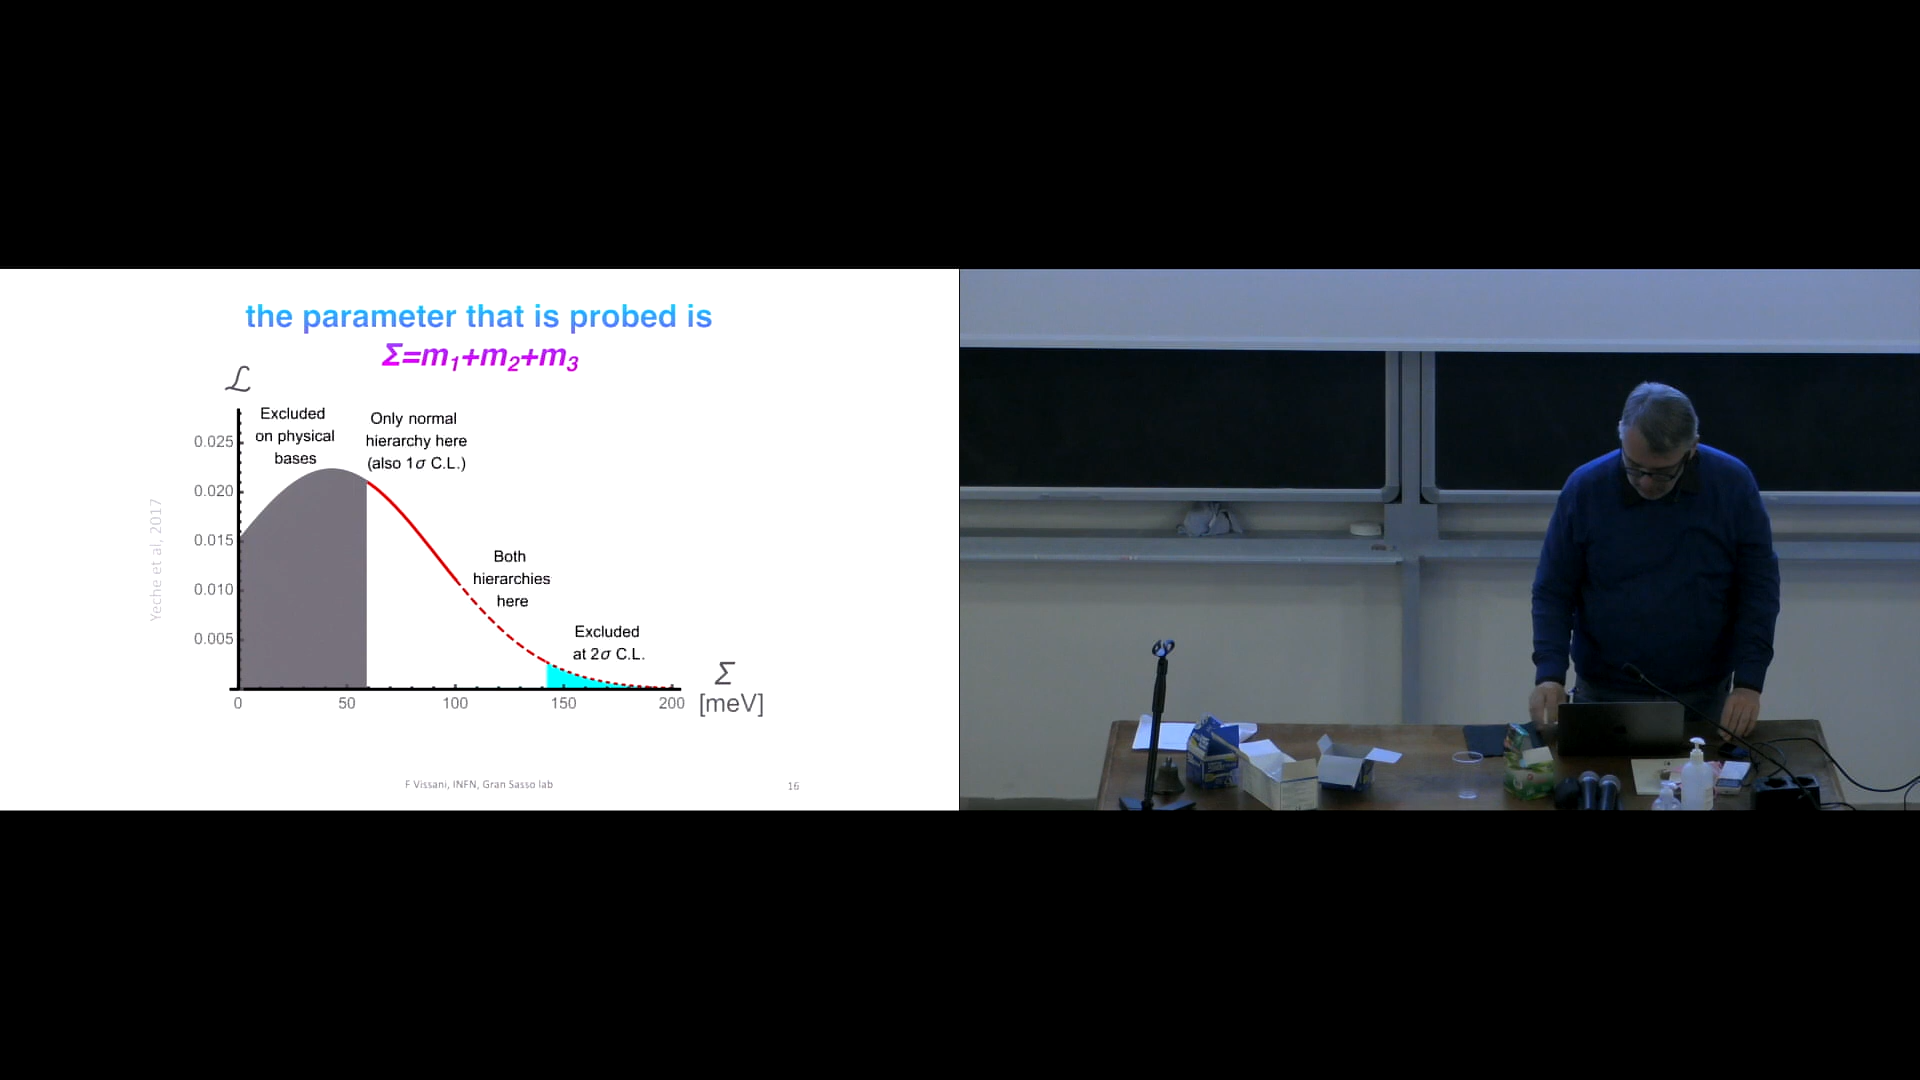 the parameter that is probed is
Σ=m1+m2+m3
ℒ
Excluded
on physical
bases
Only normal
hierarchy here
(also 1σ C.L.)
0.025
0.020
0.015
0.010
0.005
Both
hierarchies
here
Excluded
at 2σ C.L.
Σ
[meV]
0
50
100
150
200
Yeche et al, 2017
F Vissani, INFN, Gran Sasso lab
16